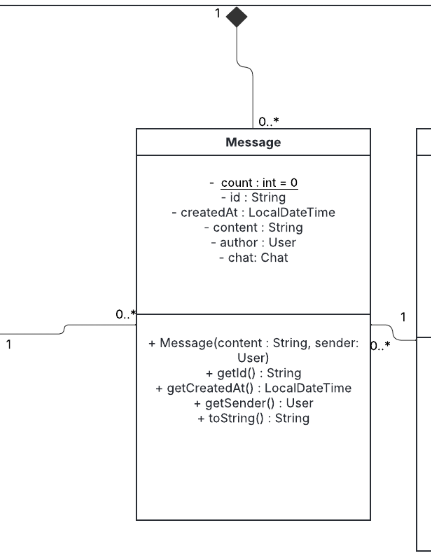 1
0..*
Message
- count : int = 0
- id : String
- createdAt : LocalDateTime
- content : String
- author : User
- chat: Chat
0..*
1
1
0..*
+ Message(content : String, sender:
User)
+ getId() : String
+ getCreatedAt() : LocalDateTime
+ getSender() : User
+ toString() : String